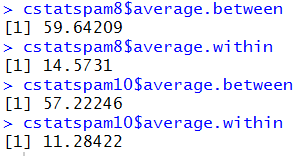 > cstatspam8$average.between
[1] 59.64209
> cstatspam8$average.within
[1] 14.5731
> cstatspam10$average.between
[1] 57.22246
> cstatspam10$average.within
[1] 11.28422